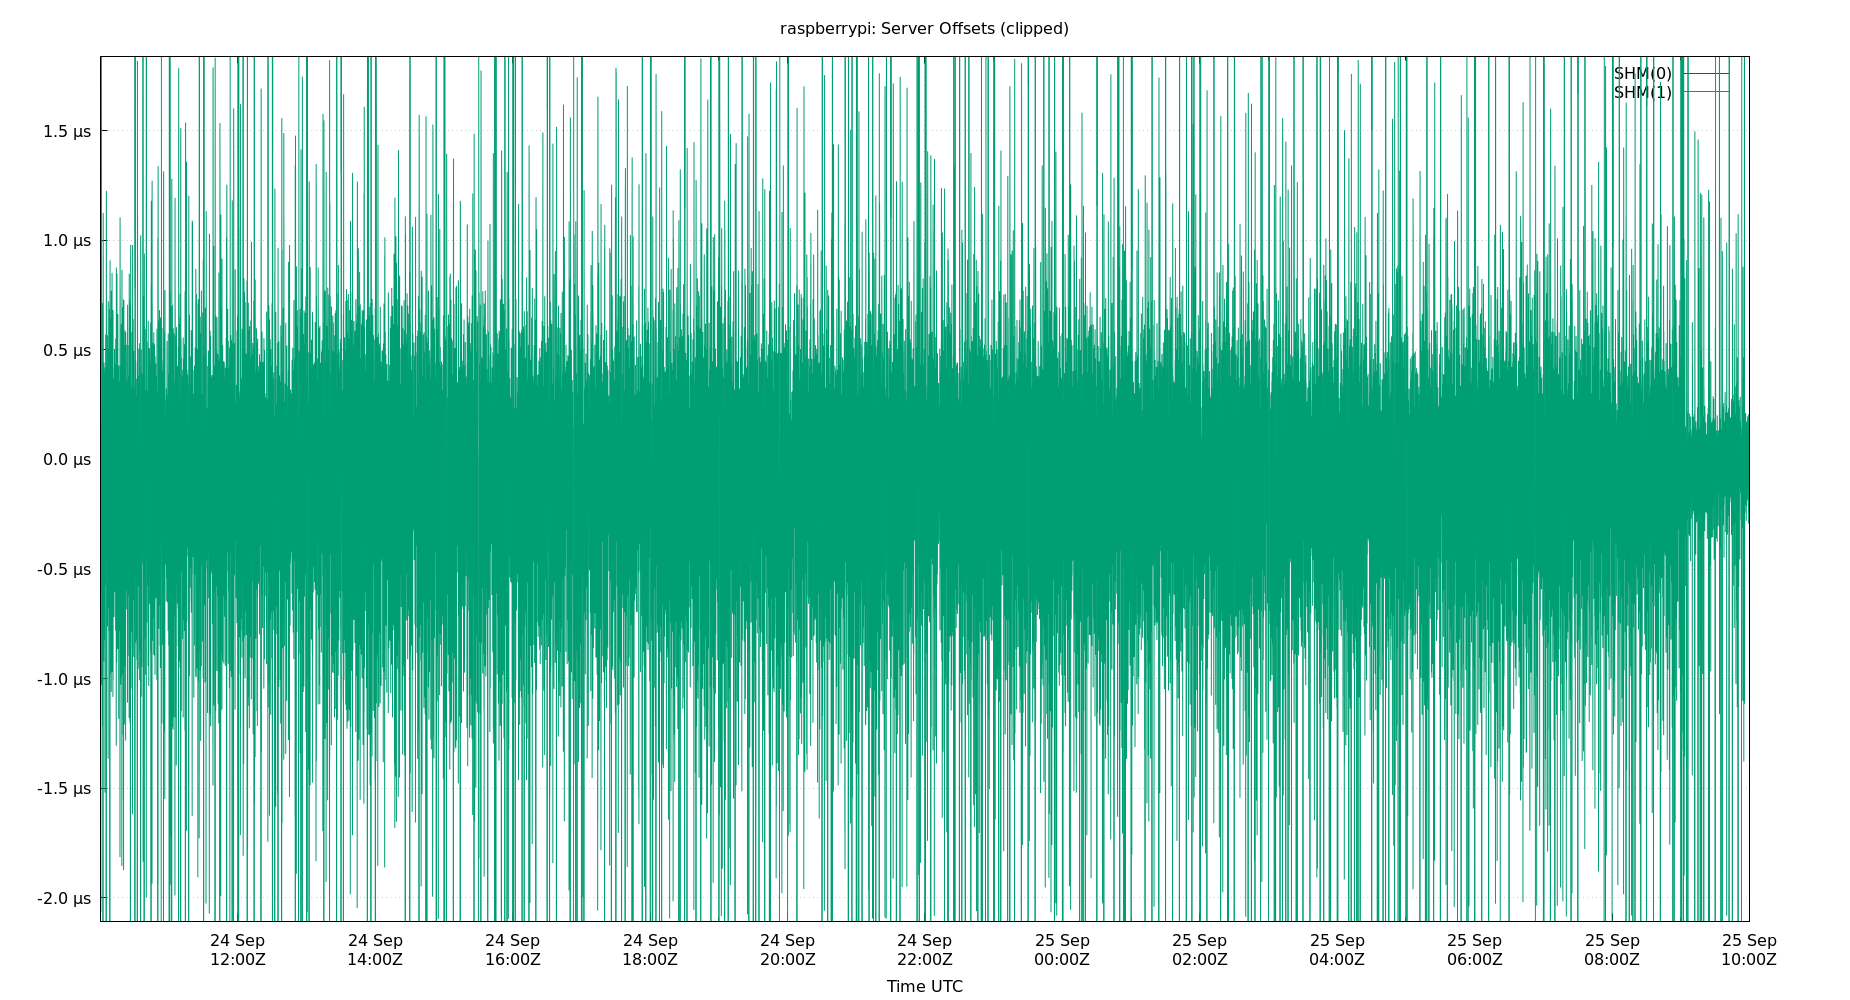 raspberrypi: Server Offsets (clipped)
SHM(0)
SHM(1)
1.5 µs
1.0 µs
0.5 µs
0.0 µs
-0.5 µs
-1.0 µs
-1.5 µs
-2.0 µs
24 Sep 24 Sep 24 Sep 24 Sep 24 Sep 24 Sep 25 Sep 25 Sep 25 Sep 25 Sep 25 Sep 25 Sep
12:00Z 14:00Z 16:00Z 18:00Z 20:00Z 22:00Z 00:00Z 02:00Z 04:00Z 06:00Z 08:00Z 10:00Z
Time UTC